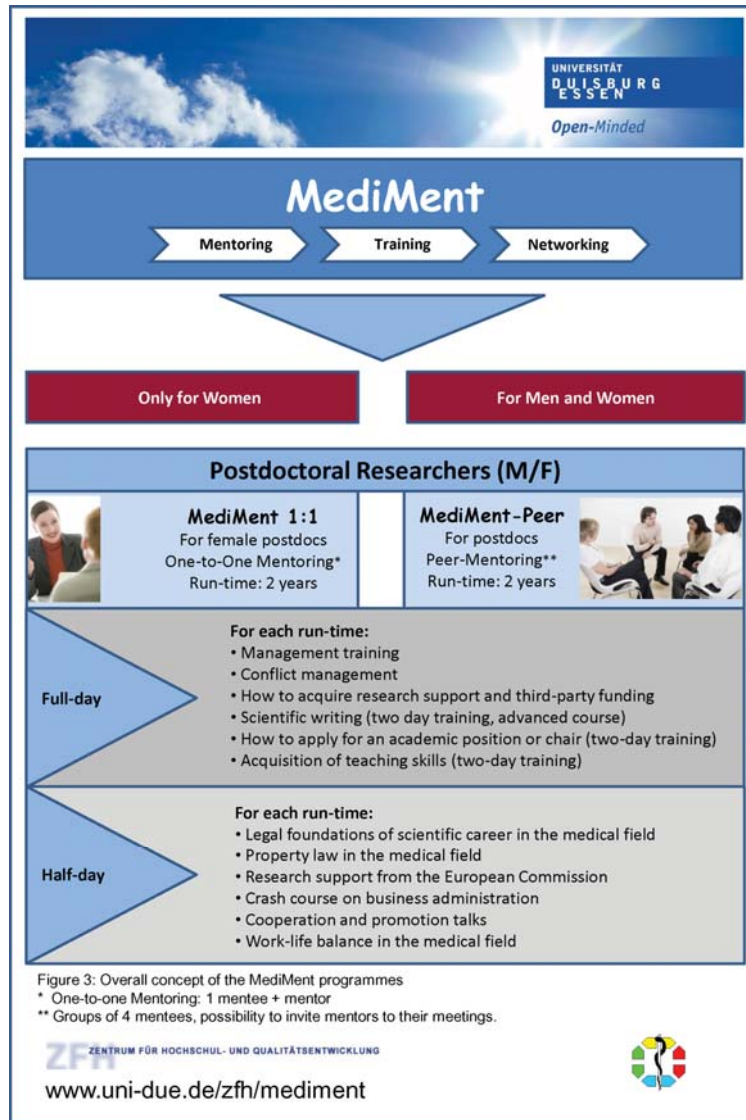 UNIVERSITÄT
DUISBURG
ESSEN
Open-Minded
MediMent
Mentoring
Training
Networking
Only for Women
For Men and Women
Postdoctoral Researchers (M/F)
MediMent 1:1
For female postdocs
One-to-One Mentoring*
Run-time: 2 years
MediMent-Peer
For postdocs
Peer-Mentoring**
Run-time: 2 years
Full-day
For each run-time:
• Management training
• Conflict management
• How to acquire research support and third-party funding
• Scientific writing (two day training, advanced course)
• How to apply for an academic position or chair (two-day training)
• Acquisition of teaching skills (two-day training)
Half-day
For each run-time:
• Legal foundations of scientific career in the medical field
• Property law in the medical field
• Research support from the European Commission
• Crash course on business administration
• Cooperation and promotion talks
• Work-life balance in the medical field
Figure 3: Overall concept of the MediMent programmes
* One-to-one Mentoring: 1 mentee + mentor
** Groups of 4 mentees, possibility to invite mentors to their meetings.
ZFH ZENTRUM FÜR HOCHSCHUL- UND QUALITÄTSENTWICKLUNG
www.uni-due.de/zfh/mediment